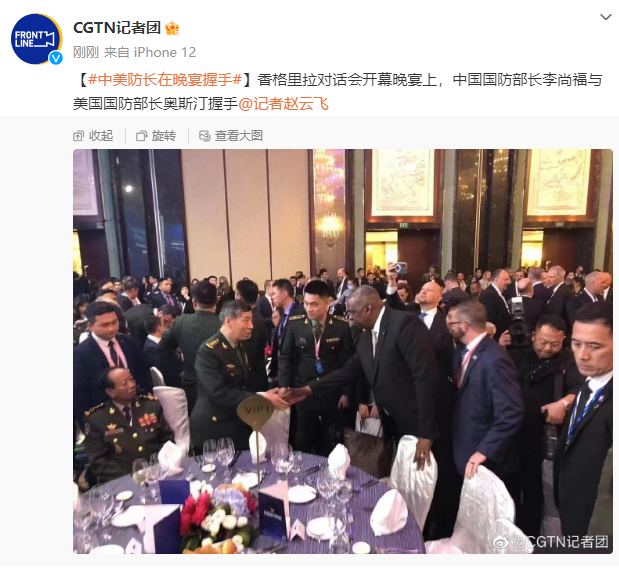 FRONT
LINE
CGTN记者团
刚刚 来自 iPhone 12
【#中美防长在晚宴握手#】香格里拉对话会开幕晚宴上，中国国防部长李尚福与
美国国防部长奥斯汀握手@记者赵云飞
收起 旋转 查看大图
VIP 1
@CGTN记者团